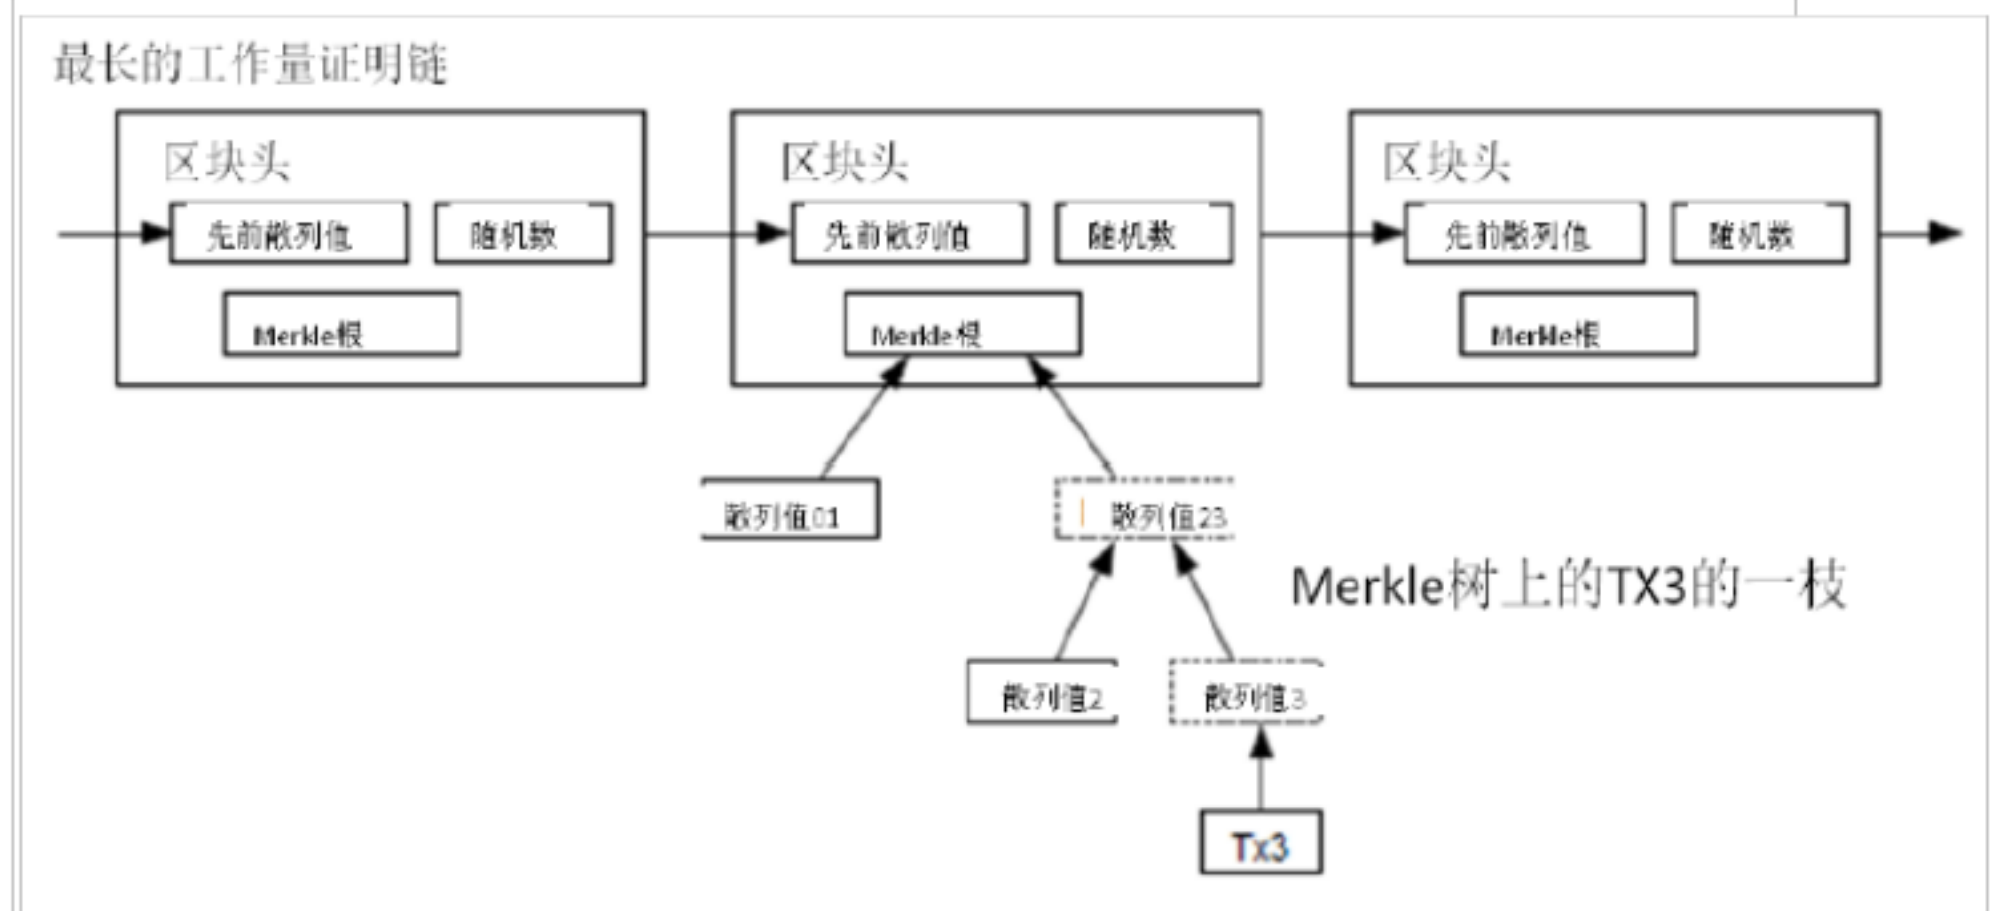 最长的工作量证明链
区块头
区块头
区块头
先前散列值
随机数
先前散列值
随机数
先前散列值
随机数
Merkle根
Merkle根
Merkle根
散列值01
散列值23
Merkle树上的TX3的一枝
散列值2
散列值3
Tx3